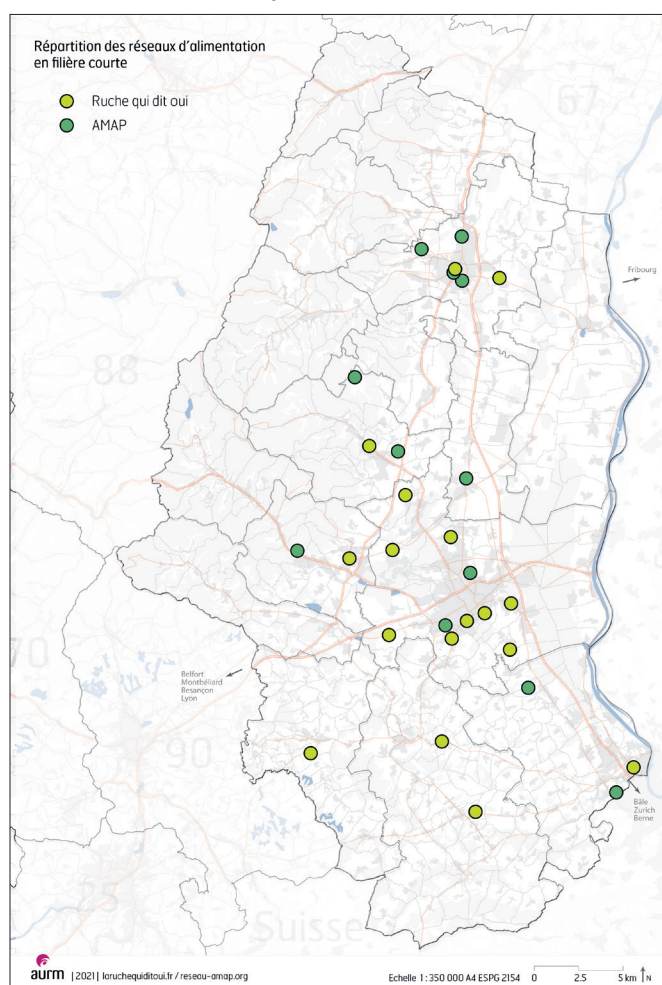 Répartition des réseaux d'alimentation
en filière courte
Ruche qui dit oui
AMAP
67
Fribourg
88
70
Belfort
Montbéliard
Besançon
Lyon
90
Bâle
Zurich
Berne
25
Suisse
aurm | 2021 | laruchequiditoui.fr / reseau-amap.org
Echelle 1 : 350 000 A4 ESPG 2154
0 2.5 5 km N